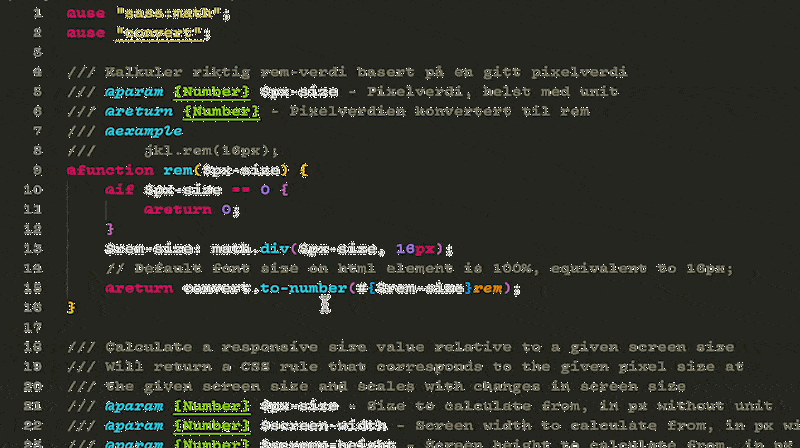 1 @use "sass:math";
2 @use "convert";
3
4 /// Kalkuler riktig rem-verdi basert på en gitt pixelverdi
5 /// @param {Number} $px-size - Pixelverdi, helst med unit
6 /// @return {Number} - Pixelverdien konvertert til rem
7 /// @example
8 /// jkl.rem(16px);
9 @function rem($px-size) {
10 @if $px-size == 0 {
11 @return 0;
12 }
13 $rem-size: math.div($px-size, 16px);
14 // Default font size on html element is 100%, equivalent to 16px;
15 @return convert.to-number(#{$rem-size}rem);
16 }
17
18 /// Calculate a responsive size value relative to a given screen size
19 /// Will return a CSS rule that corresponds to the given pixel size at
20 /// the given screen size and scales with changes in screen size
21 /// @param {Number} $px-size - Size to calculate from, in px without unit
22 /// @param {Number} $screen-width - Screen width to calculate from, in px wi
23 /// @param {Number} $screen-height - Screen height to calculate from, in px